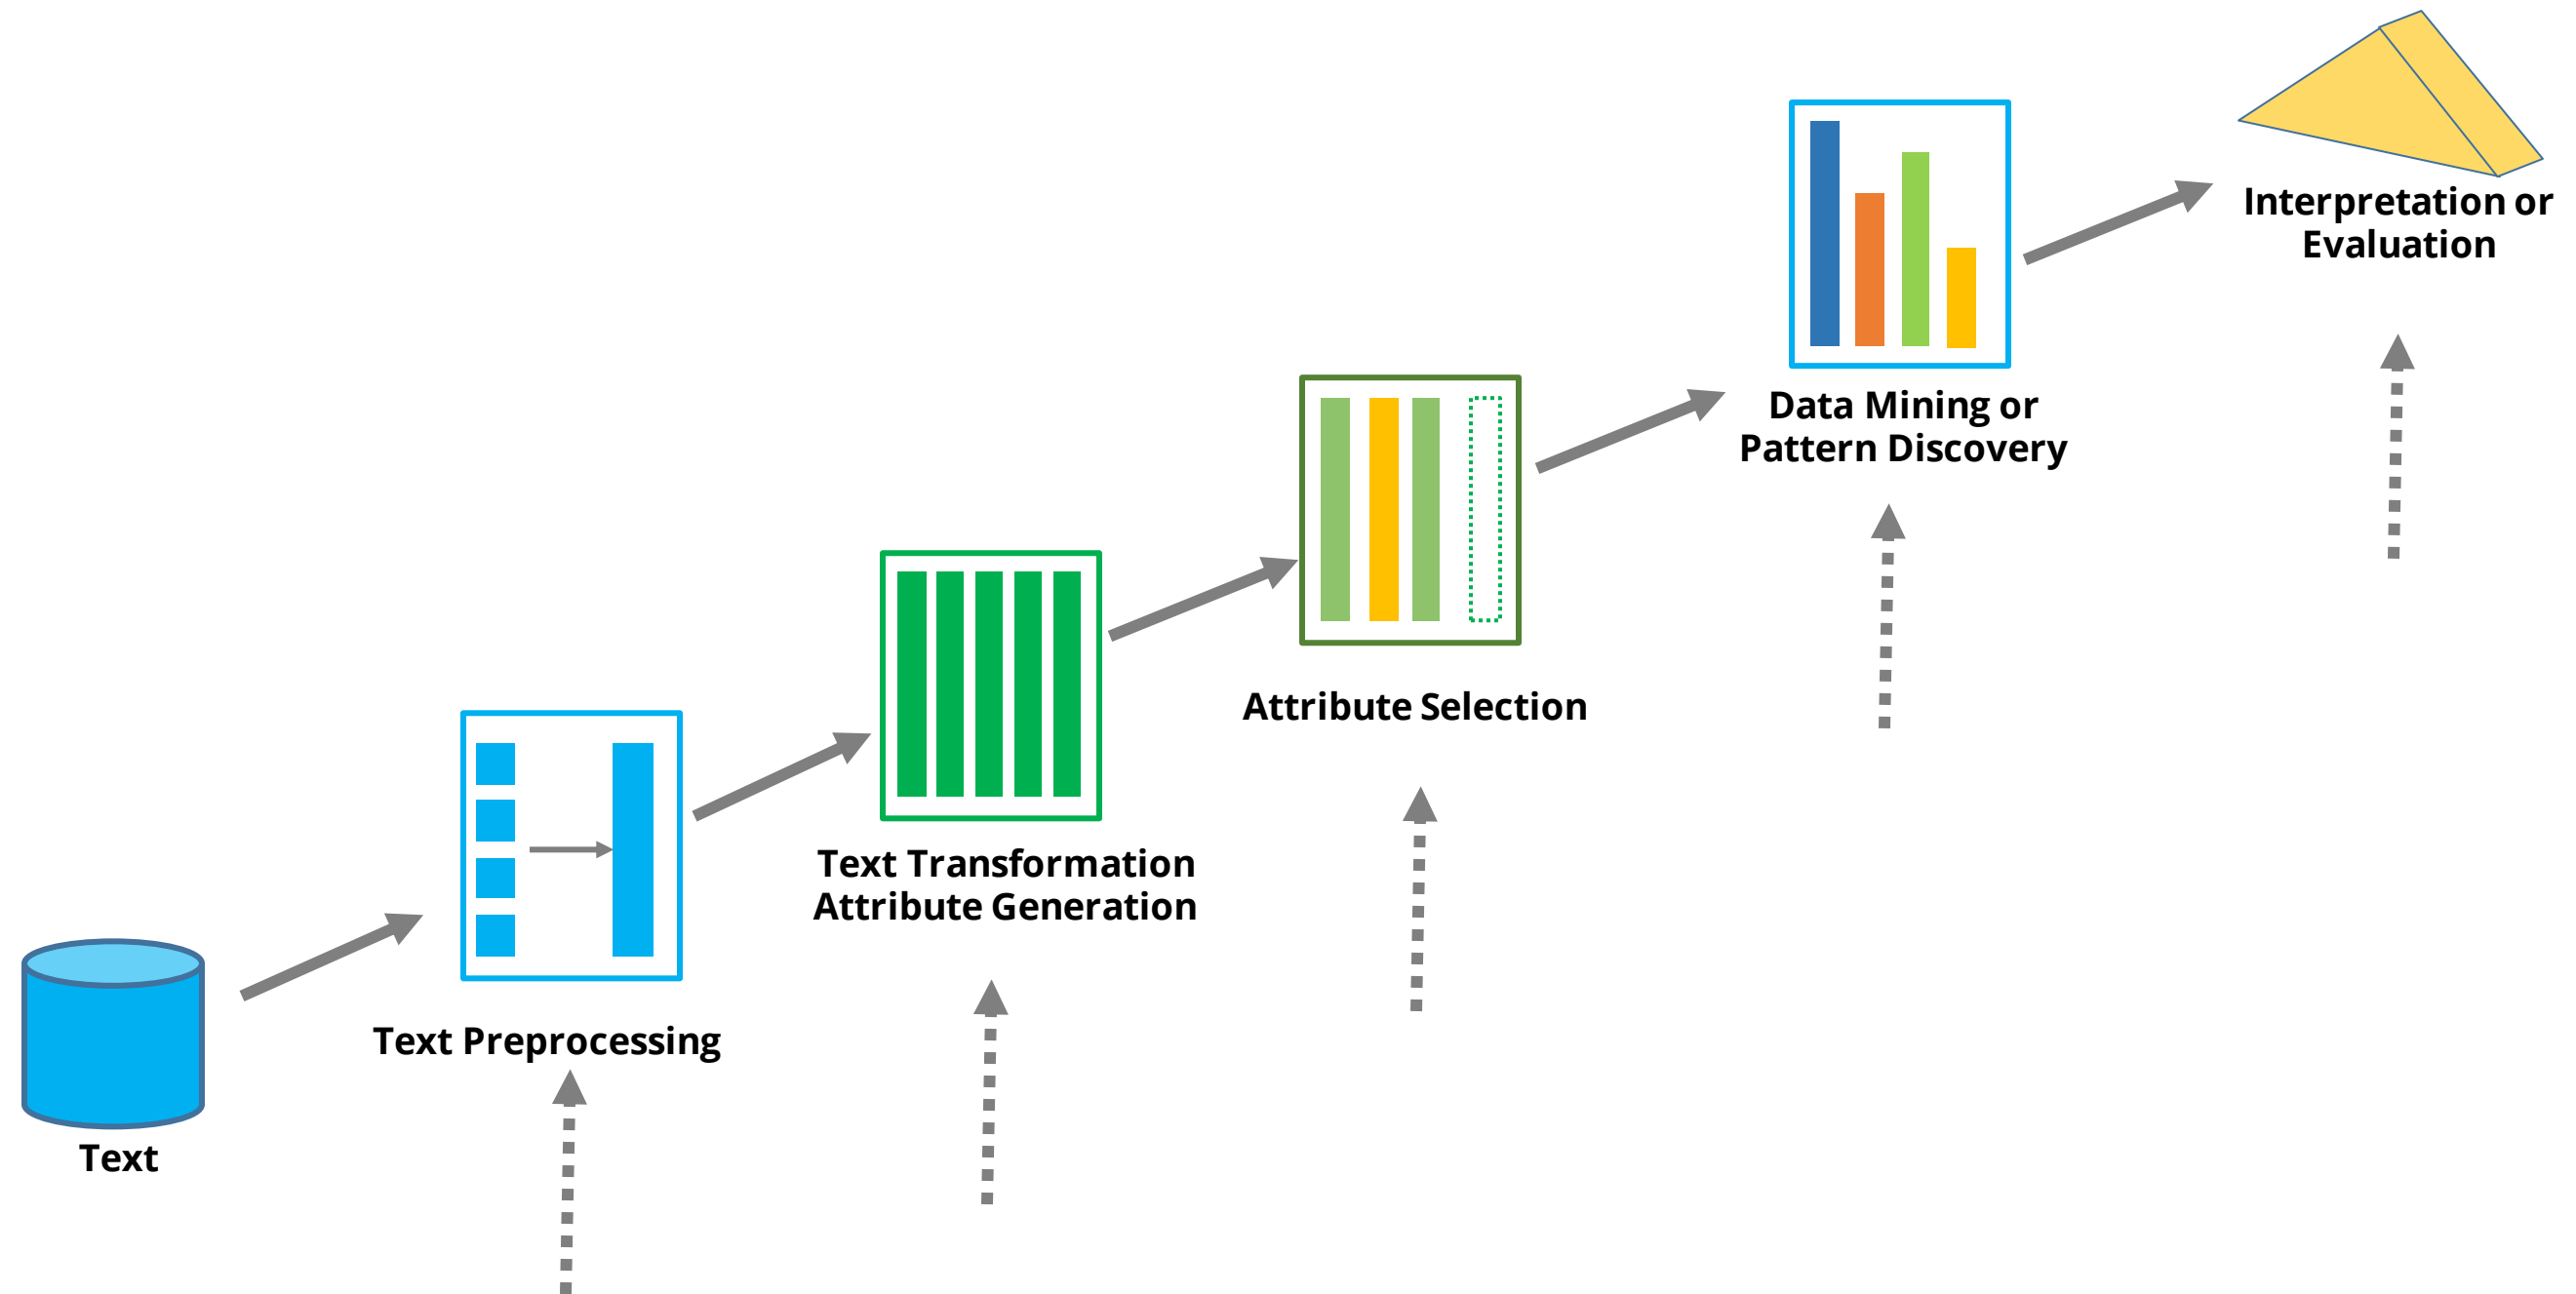 Text
Text Preprocessing
Text Transformation
Attribute Generation
Attribute Selection
Data Mining or
Pattern Discovery
Interpretation or
Evaluation